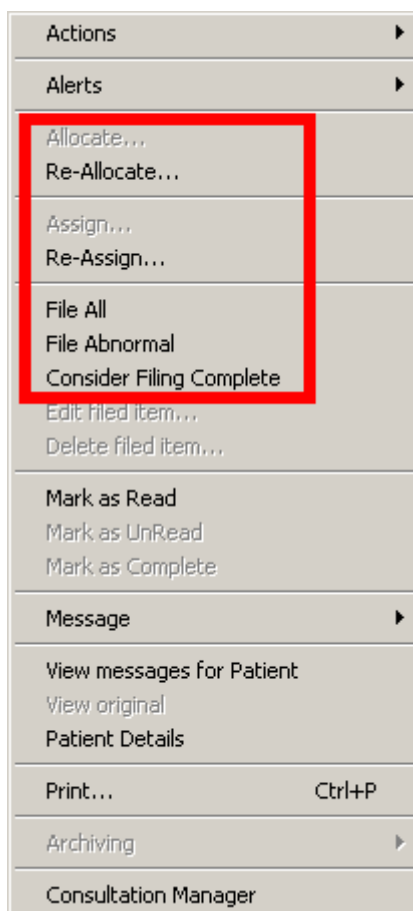 Actions
Alerts
Allocate...
Re-Allocate...
Assign...
Re-Assign...
File All
File Abnormal
Consider Filing Complete
Edit filed item...
Delete filed item...
Mark as Read
Mark as UnRead
Mark as Complete
Message
View messages for Patient
View original
Patient Details
Print... Ctrl+P
Archiving
Consultation Manager